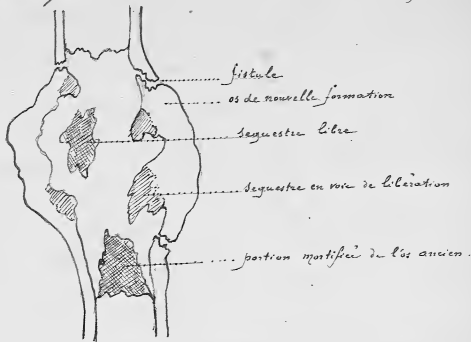 fistule
os de nouvelle formation
sequestre libre
sequestre en voie de libération
portion mortifiée de l'os ancien.